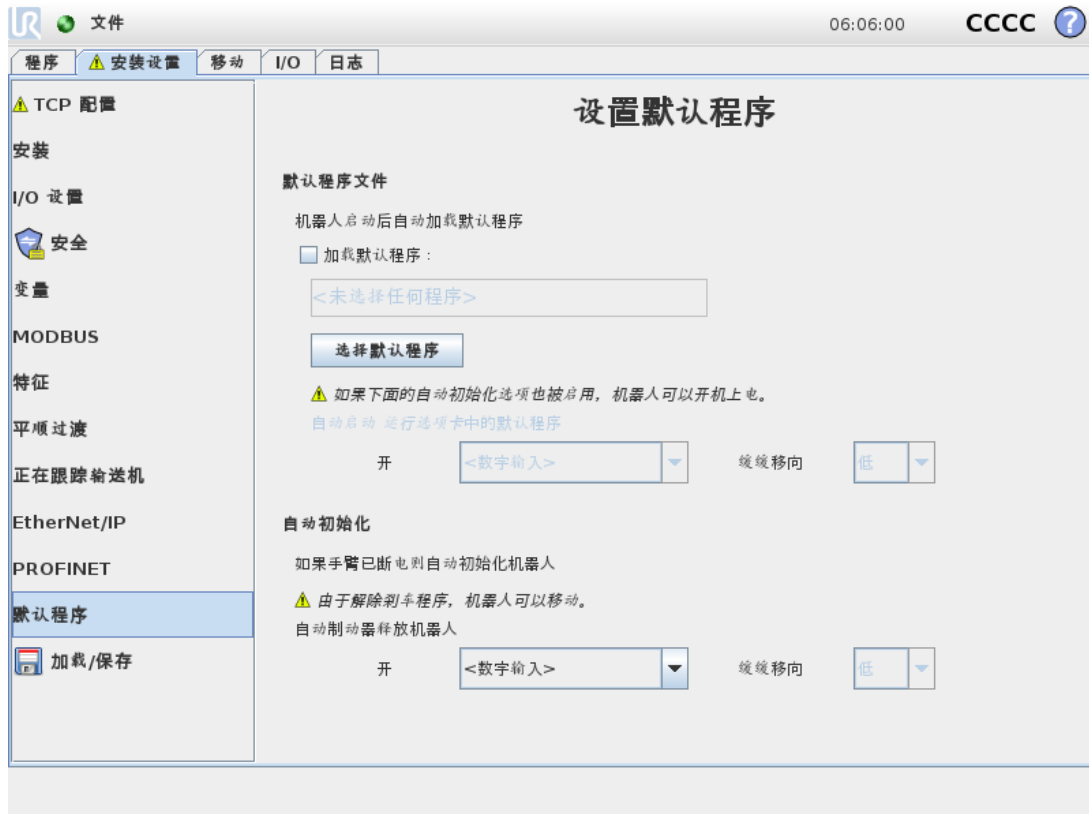 UR 文件 06:06:00 CCCC ?
程序 安装设置 移动 I/O 日志
TCP 配置
安装
I/O 设置
安全
变量
MODBUS
特征
平顺过渡
正在跟踪输送机
EtherNet/IP
PROFINET
默认程序
加载/保存
设置默认程序
默认程序文件
机器人启动后自动加载默认程序
加载默认程序：
<未选择任何程序>
选择默认程序
如果下面的自动初始化选项也被启用，机器人可以开机上电。
自动启动 运行选项卡中的默认程序
开 <数字输入> 缓缓移向 低
自动初始化
如果手臂已断电则自动初始化机器人
由于解除刹车程序，机器人可以移动。
自动制动器释放机器人
开 <数字输入> 缓缓移向 低